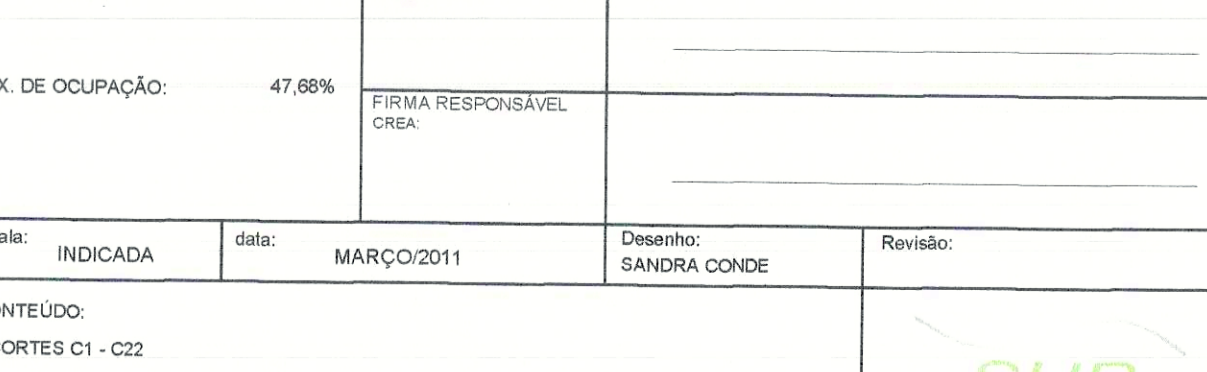 X. DE OCUPAÇÃO: 47,68%
FIRMA RESPONSÁVEL
CREA:
ala: INDICADA
data: MARÇO/2011
Desenho:
SANDRA CONDE
Revisão:
NTEÚDO:
ORTES C1 - C22